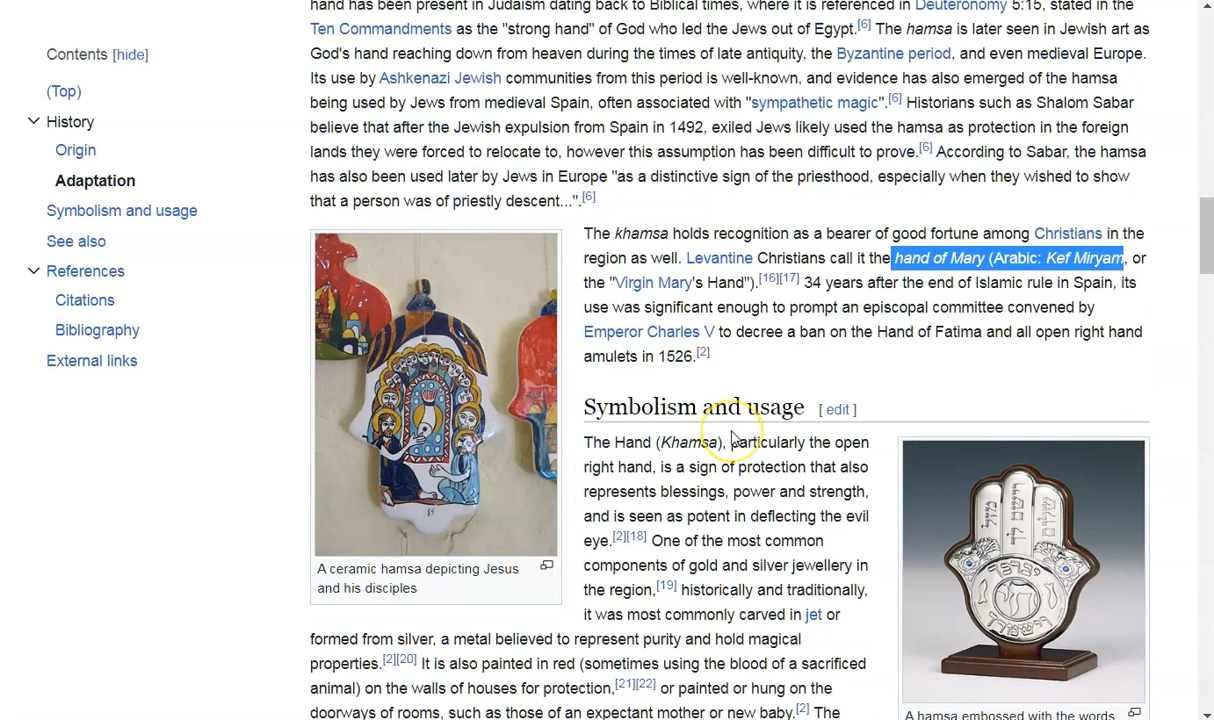 Contents [hide]
(Top)
History
Origin
Adaptation
Symbolism and usage
See also
References
Citations
Bibliography
External links
hand has been present in Judaism dating back to Biblical times, where it is referenced in Deuteronomy 5:15, stated in the
Ten Commandments as the "strong hand" of God who led the Jews out of Egypt.[6] The hamsa is later seen in Jewish art as
God's hand reaching down from heaven during the times of late antiquity, the Byzantine period, and even medieval Europe.
Its use by Ashkenazi Jewish communities from this period is well-known, and evidence has also emerged of the hamsa
being used by Jews from medieval Spain, often associated with "sympathetic magic".[6] Historians such as Shalom Sabar
believe that after the Jewish expulsion from Spain in 1492, exiled Jews likely used the hamsa as protection in the foreign
lands they were forced to relocate to, however this assumption has been difficult to prove.[6] According to Sabar, the hamsa
has also been used later by Jews in Europe "as a distinctive sign of the priesthood, especially when they wished to show
that a person was of priestly descent...".[6]
The khamsa holds recognition as a bearer of good fortune among Christians in the
region as well. Levantine Christians call it the hand of Mary (Arabic: Kef Miryam, or
the "Virgin Mary's Hand").[16][17] 34 years after the end of Islamic rule in Spain, its
use was significant enough to prompt an episcopal committee convened by
Emperor Charles V to decree a ban on the Hand of Fatima and all open right hand
amulets in 1526.[2]
A ceramic hamsa depicting Jesus
and his disciples
Symbolism and usage [ edit ]
The Hand (Khamsa), particularly the open
right hand, is a sign of protection that also
represents blessings, power and strength,
and is seen as potent in deflecting the evil
eye.[2][18] One of the most common
components of gold and silver jewellery in
the region,[19] historically and traditionally,
it was most commonly carved in jet or
formed from silver, a metal believed to represent purity and hold magical
properties.[2][20] It is also painted in red (sometimes using the blood of a sacrificed
animal) on the walls of houses for protection,[21][22] or painted or hung on the
doorways of rooms, such as those of an expectant mother or new baby.[2] The
יברכך
חי
וישמרך
A hamsa embossed with the words